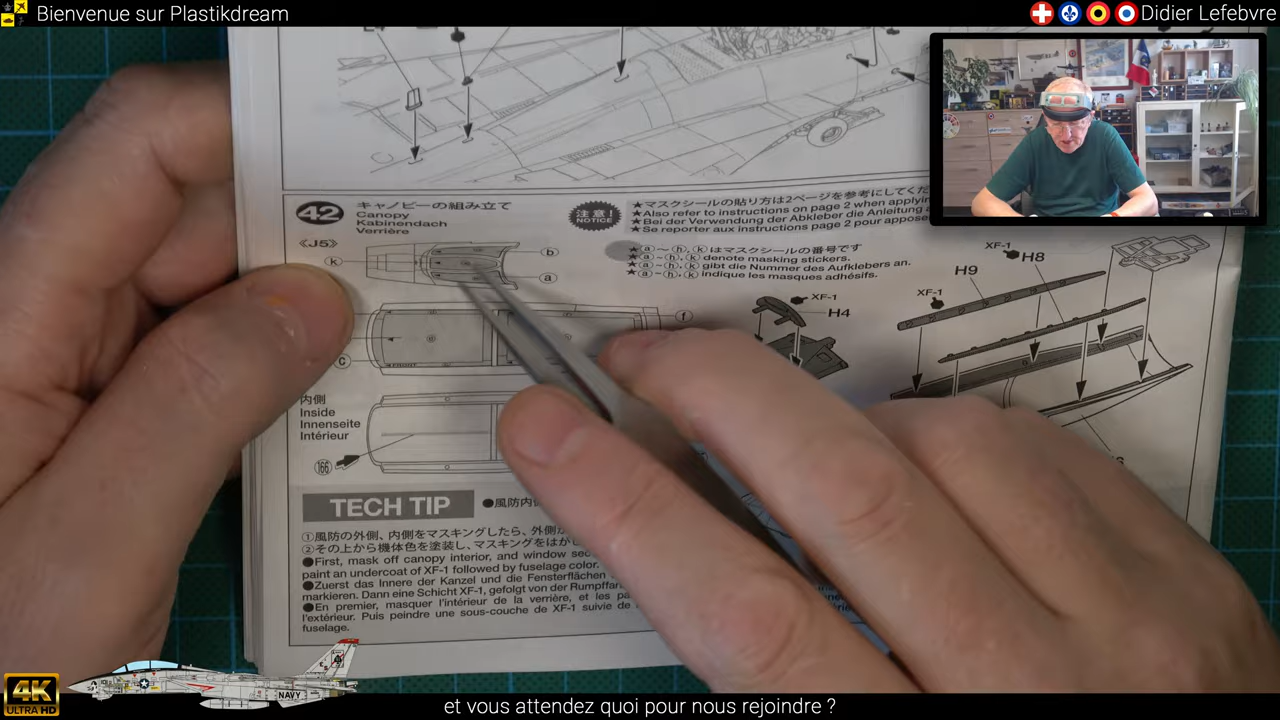 Bienvenue sur Plastikdream
Didier Lefebvre
42
キャノピーの組み立て
Canopy
Kabinendach
Verrière
注意!
NOTICE
★マスクシールの貼り方は2ページを参考にしてくだ
★Also refer to instructions on page 2 when applying
★Bei der Verwendung der Abkleber die Anleitung
★Se reporter aux instructions page 2 pour
《J5》
k
b
a
★ⓐ~ⓗ,ⓚはマスクシールの番号です
★ⓐ~ⓗ,ⓚ denote masking stickers.
★ⓐ~ⓗ,ⓚ gibt die Nummer des Aufklebers an.
★ⓐ~ⓗ,ⓚ indique les masques adhésifs.
XF-1
H8
H9
XF-1
XF-1
H4
f
C
内側
Inside
Innenseite
Intérieur
166
TECH TIP
●風防内
①風防の外側、内側をマスキングしたら、外側か
②その上から機体色を塗装し、マスキングをはが
●First, mask off canopy interior, and window
paint an undercoat of XF-1 followed by fuselage color.
●Zuerst das Innere der Kanzel und die Fensterflächen
markieren. Dann eine Schicht XF-1, gefolgt von der
●En premier, masquer l'intérieur de la verrière, et les
l'extérieur. Puis peindre une sous-couche de XF-1 suivie de
fuselage.
NAVY
4K
ULTRA HD
et vous attendez quoi pour nous rejoindre ?